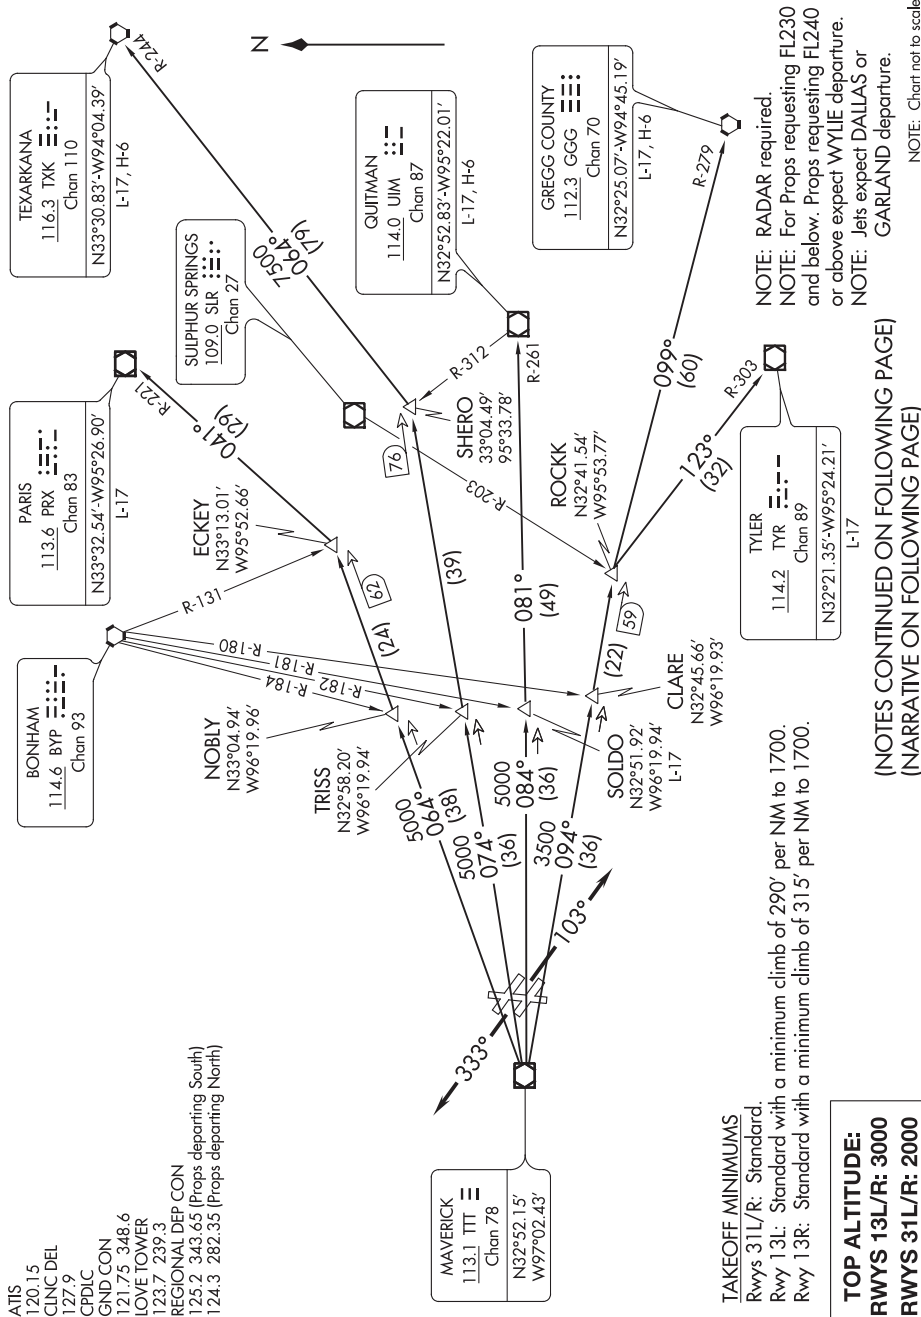 ATIS
120.15
CLNC DEL
127.9
CPDLC
GND CON
121.75 348.6
LOVE TOWER
123.7 239.3
REGIONAL DEP CON
125.2 343.65 (Props departing South)
124.3 282.35 (Props departing North)
BONHAM
114.6 BYP
Chan 93
PARIS
113.6 PRX
Chan 83
N33°32.54'-W95°26.90'
L-17
TEXARKANA
116.3 TXK
Chan 110
N33°30.83'-W94°04.39'
L-17, H-6
SULPHUR SPRINGS
109.0 SLR
Chan 27
QUITMAN
114.0 UIM
Chan 87
N32°52.83'-W95°22.01'
L-17, H-6
GREGG COUNTY
112.3 GGG
Chan 70
N32°25.07'-W94°45.19'
L-17, H-6
TYLER
114.2 TYR
Chan 89
N32°21.35'-W95°24.21'
L-17
MAVERICK
113.1 TTT
Chan 78
N32°52.15'
W97°02.43'
N
R-244
R-221
R-131
R-180
R-181
R-182
R-184
R-312
R-261
R-203
R-279
R-303
ECKEY
N33°13.01'
W95°52.66'
NOBLY
N33°04.94'
W96°19.96'
TRISS
N32°58.20'
W96°19.94'
SOLDO
N32°51.92'
W96°19.94'
L-17
CLARE
N32°45.66'
W96°19.93'
SHERO
33°04.49'
95°33.78'
ROCKK
N32°41.54'
W95°53.77'
041°
(29)
7500
064°
(79)
(24)
62
(39)
76
081°
(49)
(22)
59
099°
(60)
123°
(32)
5000
064°
(38)
5000
074°
(36)
5000
084°
(36)
3500
094°
(36)
333°
103°
NOTE: RADAR required.
NOTE: For Props requesting FL230
and below. Props requesting FL240
or above expect WYLIE departure.
NOTE: Jets expect DALLAS or
GARLAND departure.
NOTE: Chart not to scale
(NOTES CONTINUED ON FOLLOWING PAGE)
(NARRATIVE ON FOLLOWING PAGE)
TAKEOFF MINIMUMS
Rwys 31L/R: Standard.
Rwy 13L: Standard with a minimum climb of 290' per NM to 1700.
Rwy 13R: Standard with a minimum climb of 315' per NM to 1700.
TOP ALTITUDE:
RWYS 13L/R: 3000
RWYS 31L/R: 2000